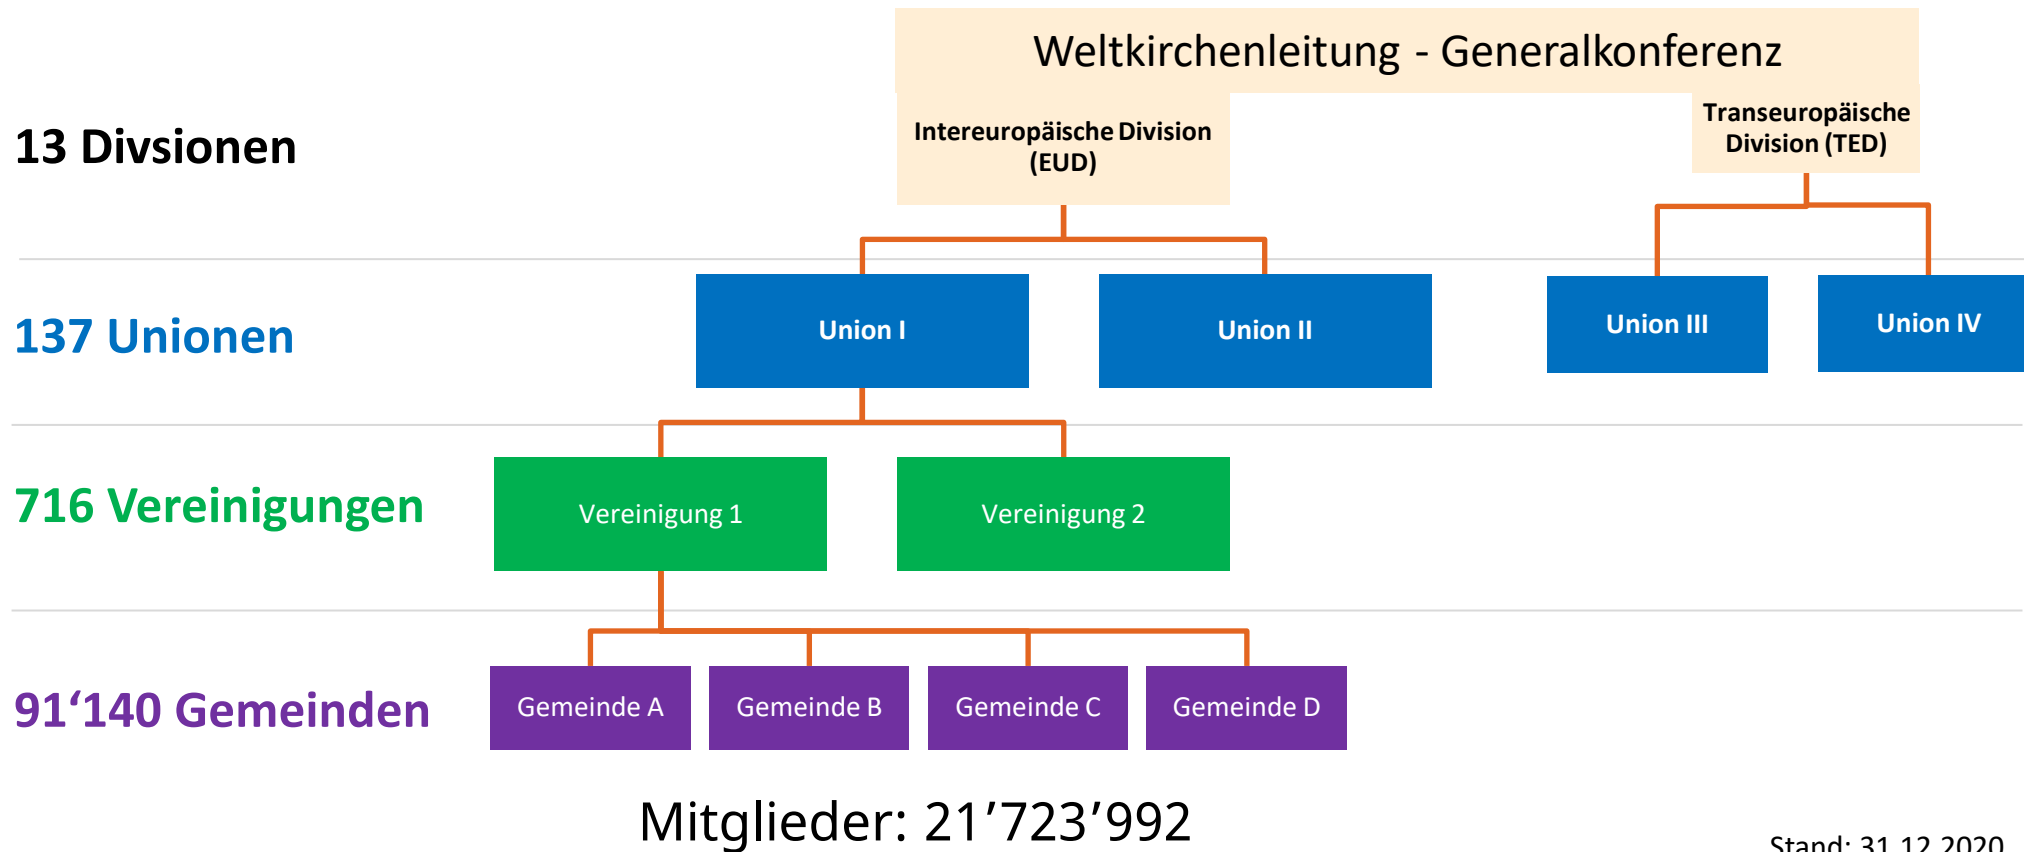 Weltkirchenleitung - Generalkonferenz
13 Divsionen
Intereuropäische Division
(EUD)
Transeuropäische
Division (TED)
137 Unionen
Union I
Union II
Union III
Union IV
716 Vereinigungen
Vereinigung 1
Vereinigung 2
91‘140 Gemeinden
Gemeinde A
Gemeinde B
Gemeinde C
Gemeinde D
Mitglieder: 21’723’992
Stand: 31.12.2020